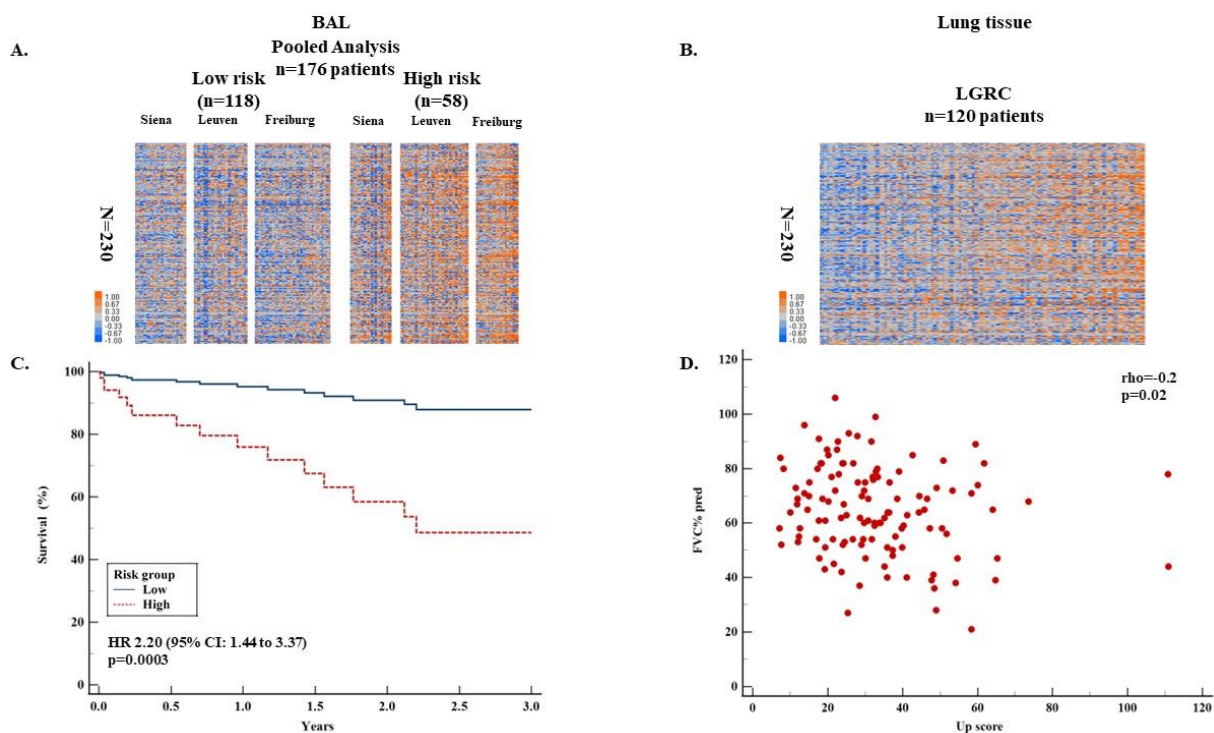 A.
BAL
Pooled Analysis
n=176 patients
Low risk
(n=118)
High risk
(n=58)
Siena
Leuven
Freiburg
Siena
Leuven
Freiburg
N=230
1.00
0.67
0.33
0.00
-0.33
-0.67
-1.00
B.
Lung tissue
LGRC
n=120 patients
N=230
1.00
0.67
0.33
0.00
-0.33
-0.67
-1.00
C.
100
80
60
40
20
0
Survival (%)
Risk group
Low
High
HR 2.20 (95% CI: 1.44 to 3.37)
p=0.0003
0.0 0.5 1.0 1.5 2.0 2.5 3.0
Years
D.
120
100
80
60
40
20
0
FVC% pred
rho=-0.2
p=0.02
0 20 40 60 80 100 120
Up score